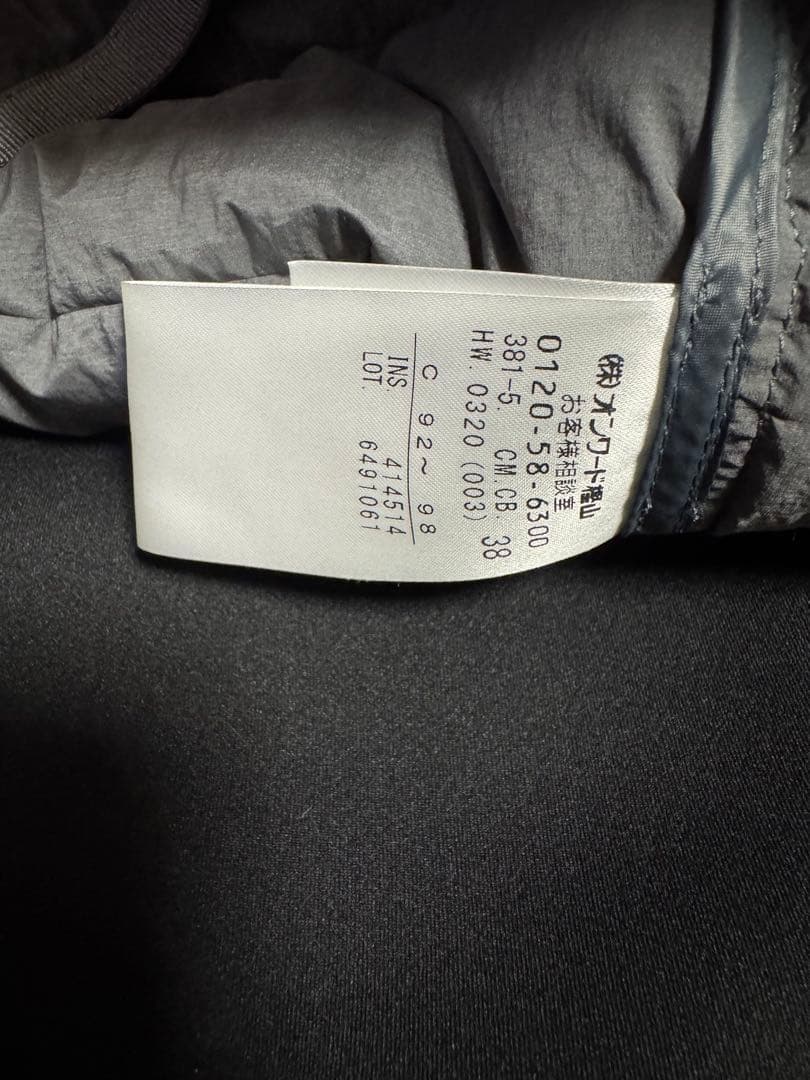 ㈱オンワード樫山
お客様相談室
0120-58-6300
381-5. CM.CB. 38
HW. 0320 (003)
C 92~ 98
INS 414514
LOT. 6491061